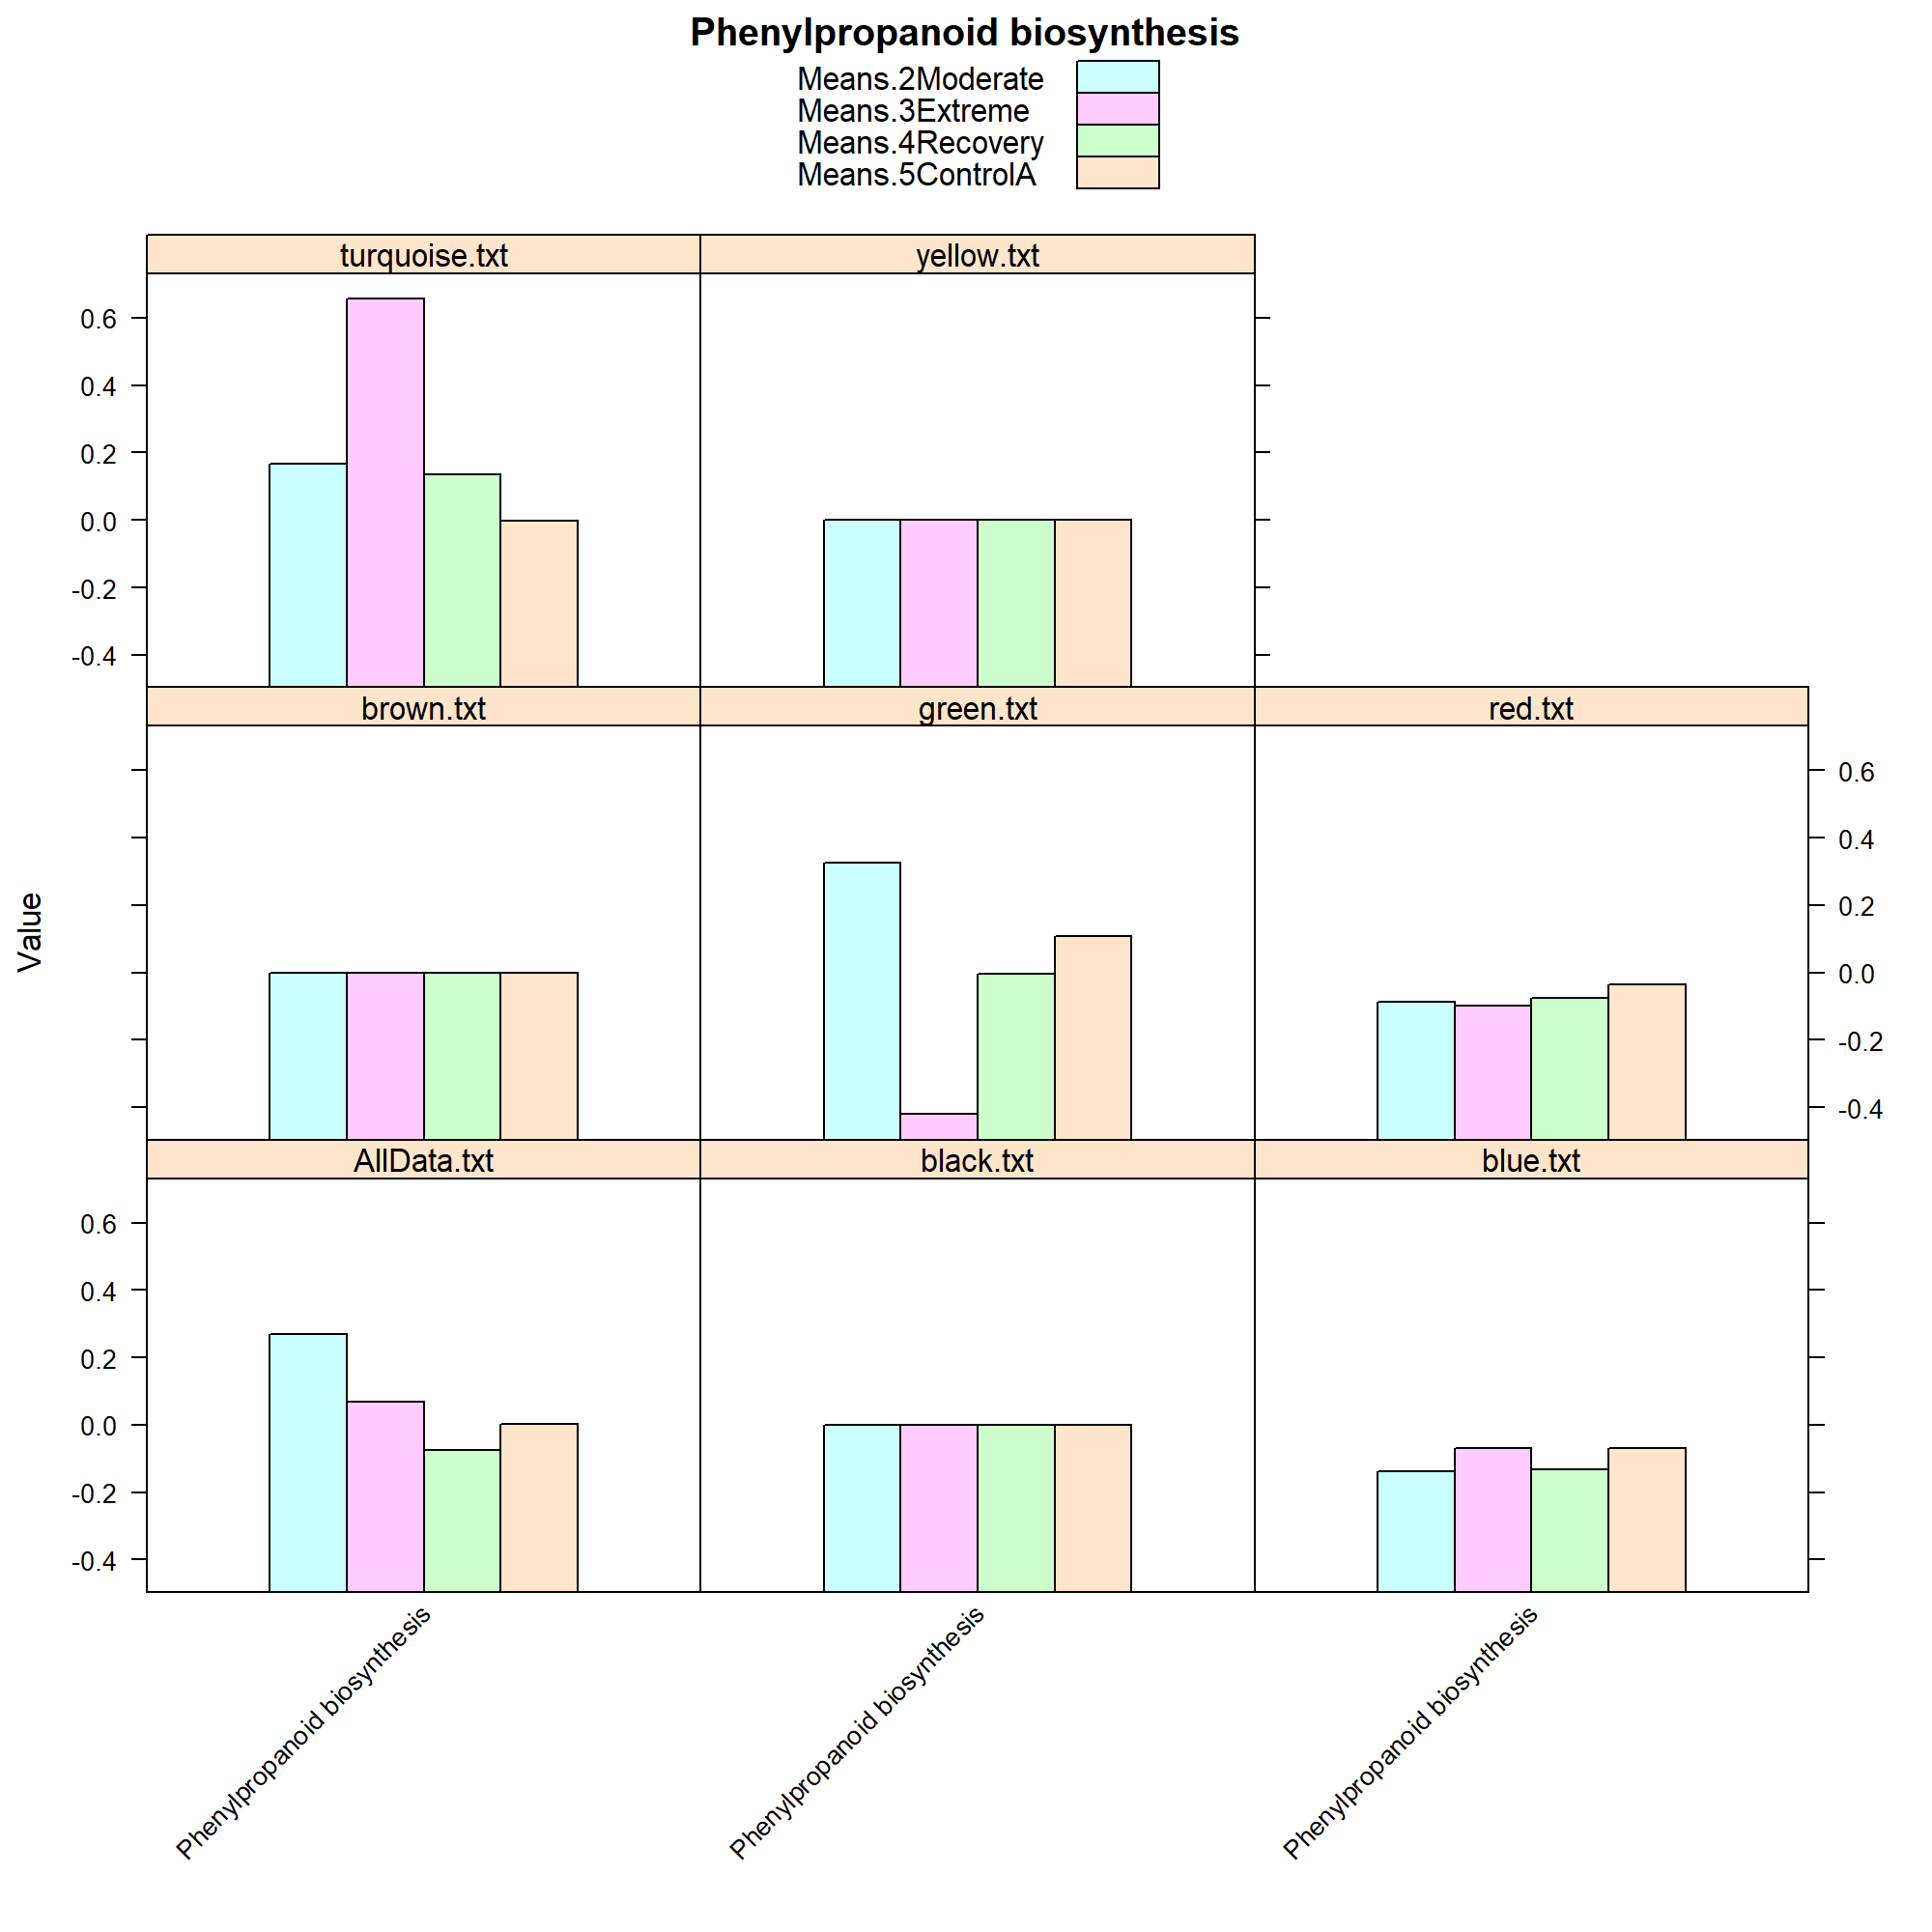 Phenylpropanoid biosynthesis
Means.2Moderate
Means.3Extreme
Means.4Recovery
Means.5ControlA
turquoise.txt
yellow.txt
0.6
0.4
0.2
0.0
-0.2
-0.4
brown.txt
green.txt
red.txt
Value
0.6
0.4
0.2
0.0
-0.2
-0.4
AllData.txt
black.txt
blue.txt
0.6
0.4
0.2
0.0
-0.2
-0.4
Phenylpropanoid biosynthesis
Phenylpropanoid biosynthesis
Phenylpropanoid biosynthesis